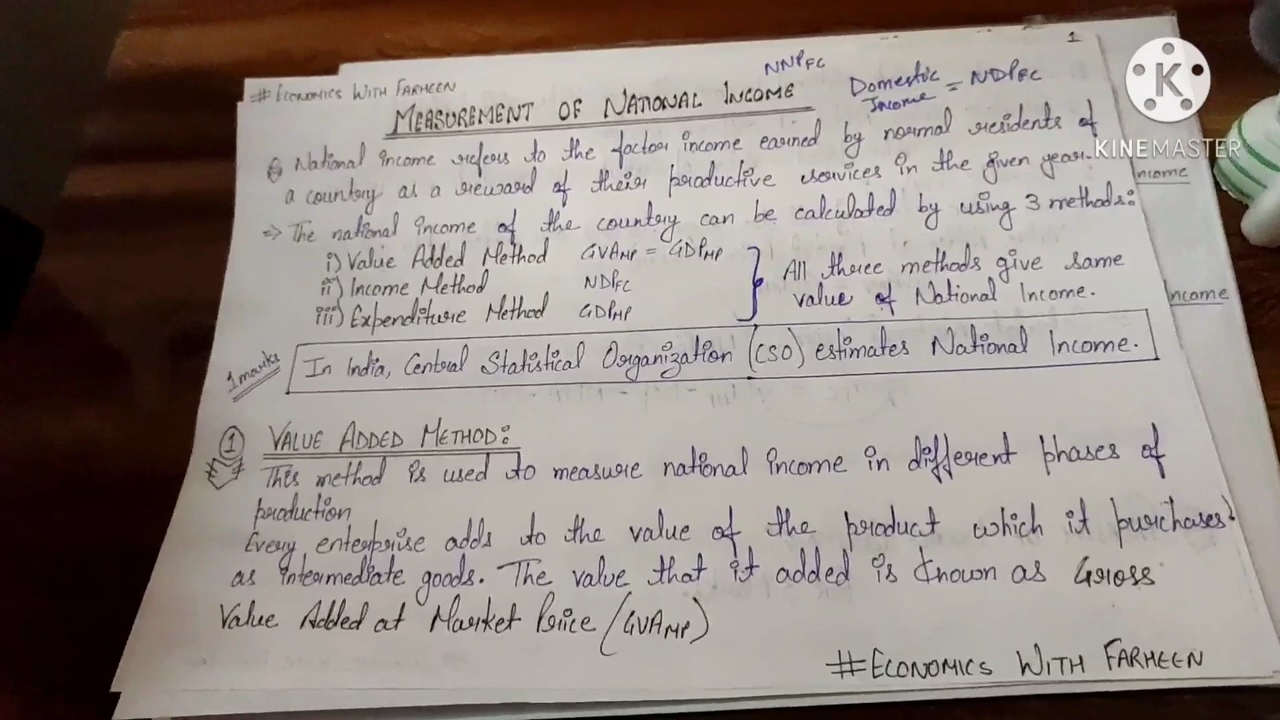 1
# ECONOMICS WITH FARHEEN
NNPFC
MEASUREMENT OF NATIONAL INCOME
Domestic Income = NDPFC
National income refers to the factor income earned by normal residents of
a country as a reward of their productive services in the given year.
⇒ The national income of the country can be calculated by using 3 methods:
i) Value Added Method GVAMP = GDPMP
ii) Income Method NDPFC
iii) Expenditure Method GDPMP
All three methods give same
value of National Income.
1 marks
In India, Central Statistical Organization (CSO) estimates National Income.
① VALUE ADDED METHOD:
This method is used to measure national income in different phases of
production
Every enterprise adds to the value of the product which it purchases
as intermediate goods. The value that it added is known as Gross
Value Added at Market Price (GVAMP)
# ECONOMICS WITH FARHEEN
K
KINEMASTER
income
income